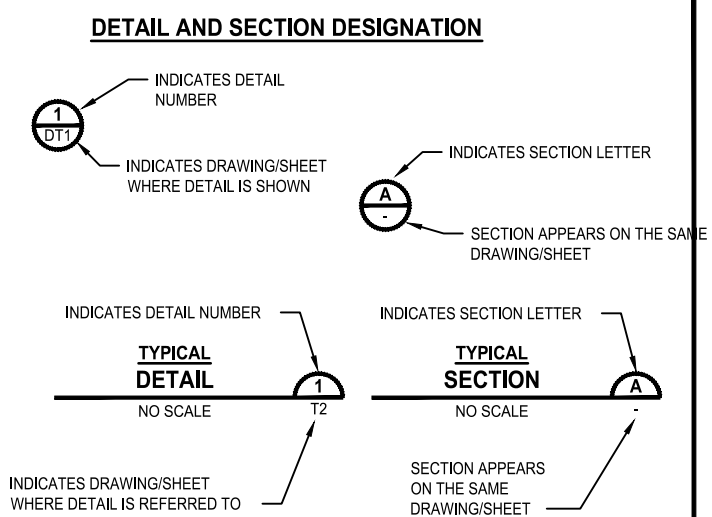 DETAIL AND SECTION DESIGNATION
INDICATES DETAIL
NUMBER
1
DT1
INDICATES DRAWING/SHEET
WHERE DETAIL IS SHOWN
INDICATES SECTION LETTER
A
-
SECTION APPEARS ON THE SAME
DRAWING/SHEET
INDICATES DETAIL NUMBER
TYPICAL
DETAIL
1
NO SCALE
T2
INDICATES DRAWING/SHEET
WHERE DETAIL IS REFERRED TO
INDICATES SECTION LETTER
TYPICAL
SECTION
A
NO SCALE
-
SECTION APPEARS
ON THE SAME
DRAWING/SHEET